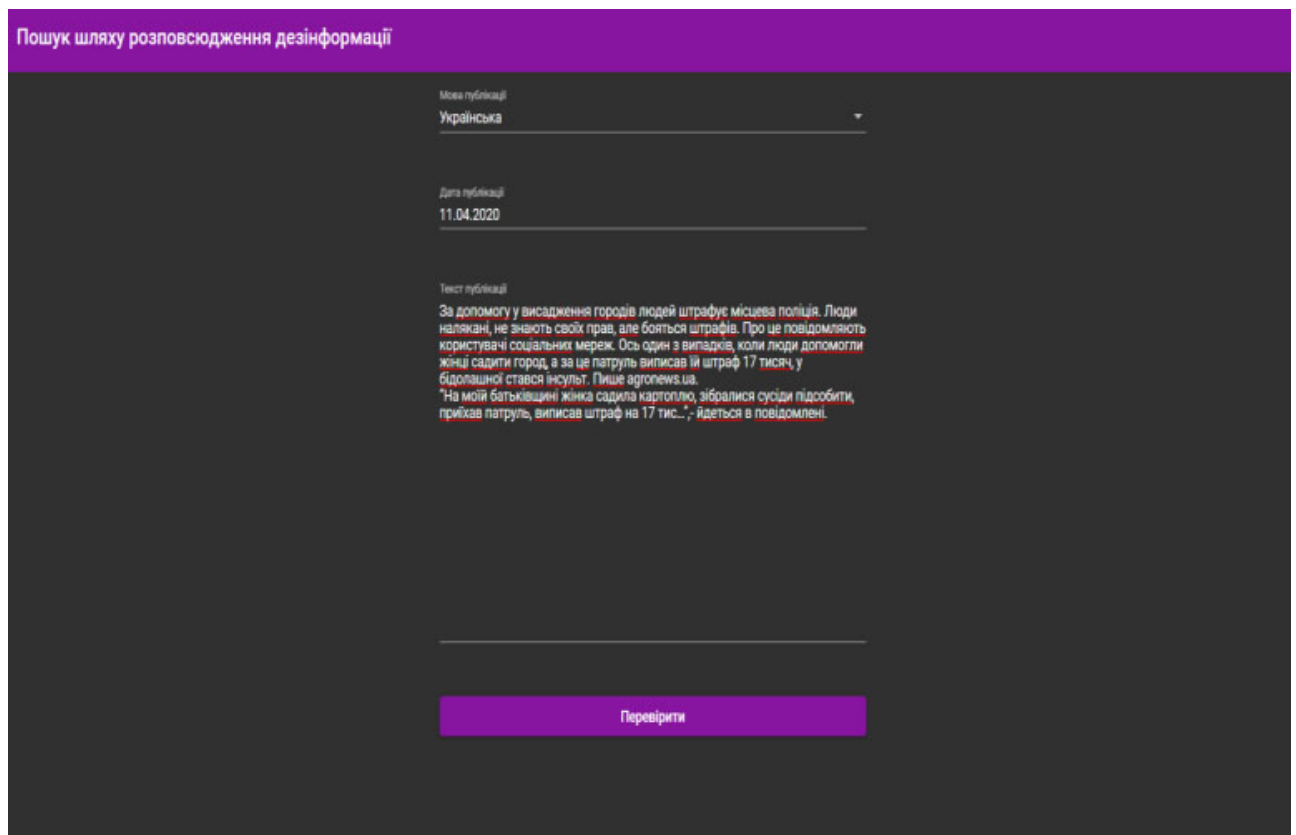 Пошук шляху розповсюдження дезінформації
Мова публікації
Українська
Дата публікації
11.04.2020
Текст публікації
За допомогу у висадження городів людей штрафує місцева поліція. Люди
налякані, не знають своїх прав, але бояться штрафів. Про це повідомляють
користувачі соціальних мереж. Ось один з випадків, коли люди допомогли
жінці садити город, а за це патруль виписав їй штраф 17 тисяч, у
бідолашної стався інсульт. Пише agronews.ua.
"На моїй батьківщині жінка садила картоплю, зібралися сусіди підсобити,
приїхав патруль, виписав штраф на 17 тис...",- йдеться в повідомлені.
Перевірити